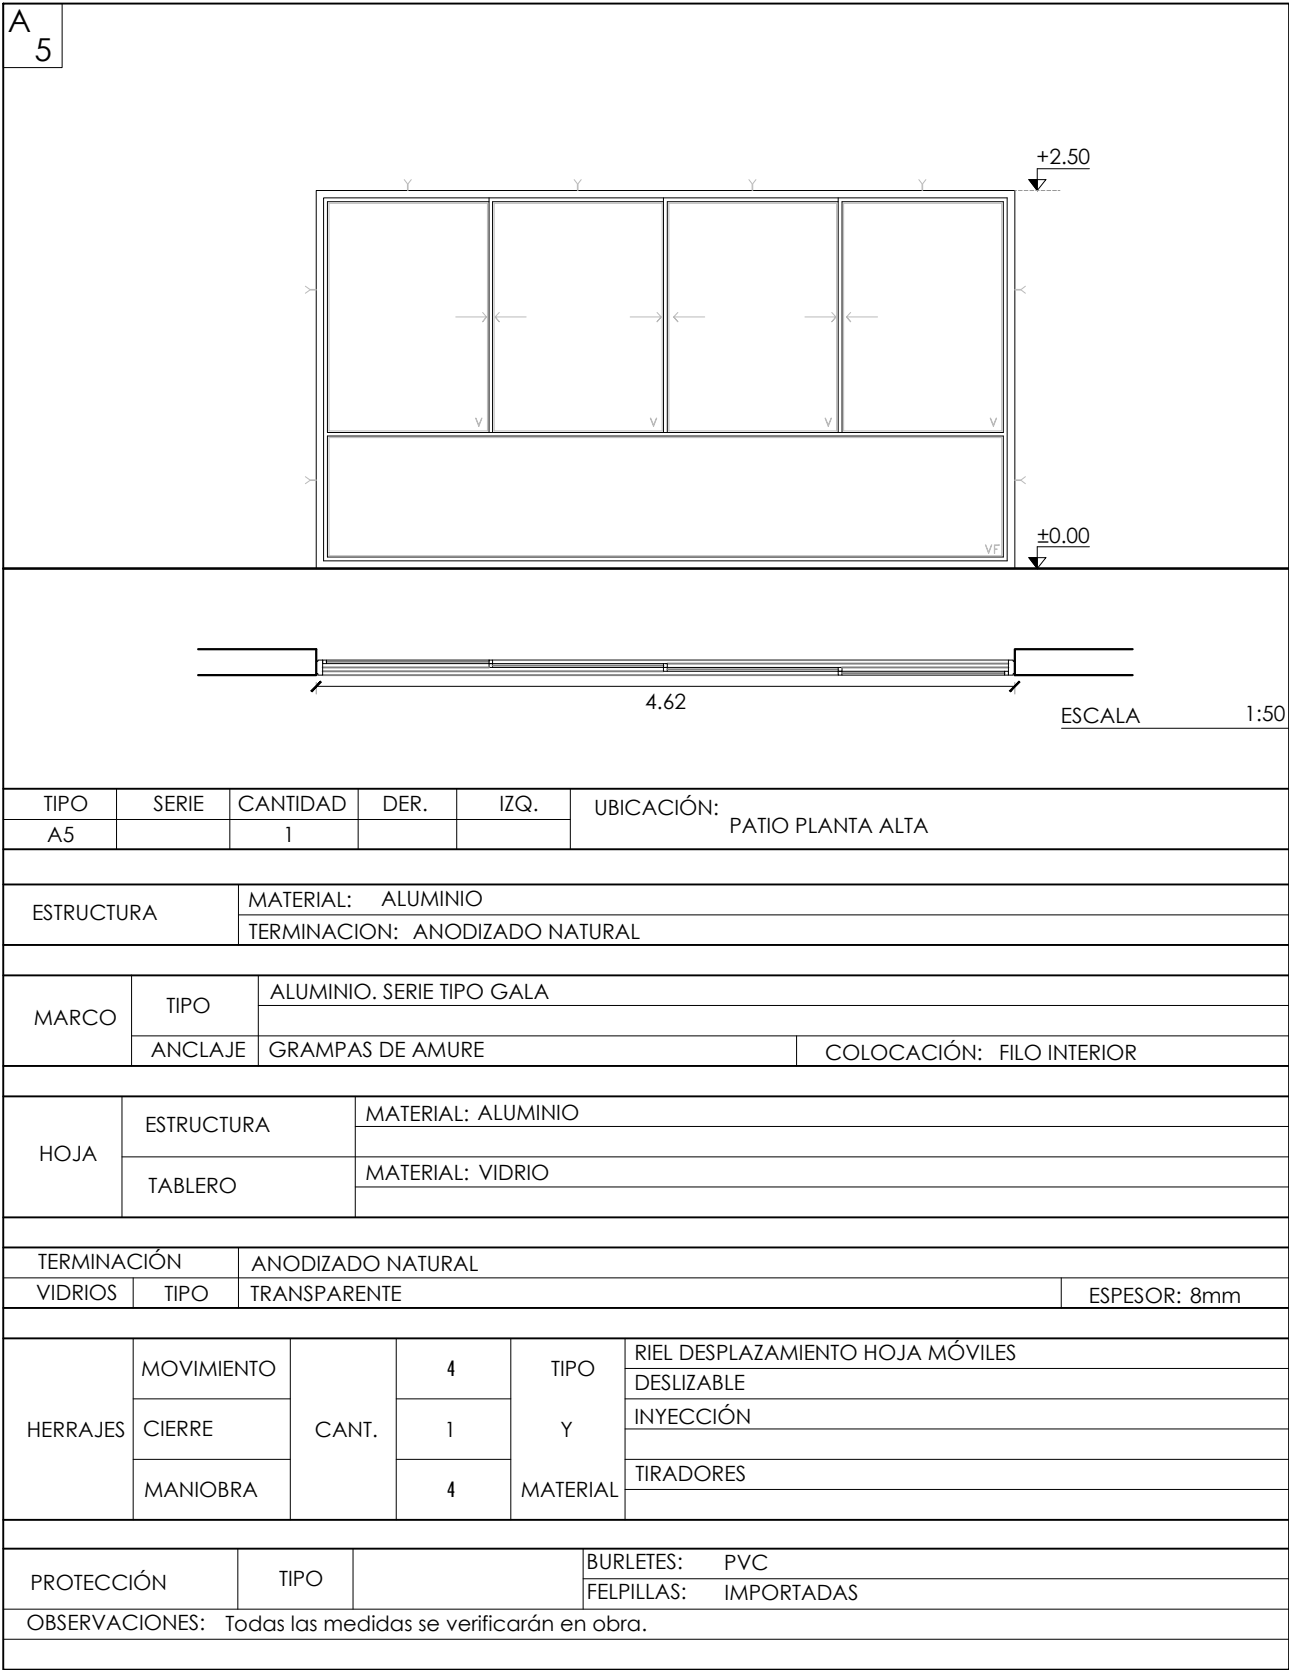 A
5
+2.50
V V V V
VF
±0.00
4.62
ESCALA 1:50
TIPO SERIE CANTIDAD DER. IZQ. UBICACIÓN:
A5 1 PATIO PLANTA ALTA
ESTRUCTURA
MATERIAL: ALUMINIO
TERMINACION: ANODIZADO NATURAL
MARCO
TIPO
ALUMINIO. SERIE TIPO GALA
ANCLAJE GRAMPAS DE AMURE COLOCACIÓN: FILO INTERIOR
HOJA
ESTRUCTURA
MATERIAL: ALUMINIO
TABLERO
MATERIAL: VIDRIO
TERMINACIÓN ANODIZADO NATURAL
VIDRIOS TIPO TRANSPARENTE ESPESOR: 8mm
HERRAJES
MOVIMIENTO 4 TIPO RIEL DESPLAZAMIENTO HOJA MÓVILES
DESLIZABLE
CIERRE CANT. 1 Y INYECCIÓN
MANIOBRA 4 MATERIAL TIRADORES
PROTECCIÓN TIPO
BURLETES: PVC
FELPILLAS: IMPORTADAS
OBSERVACIONES: Todas las medidas se verificarán en obra.